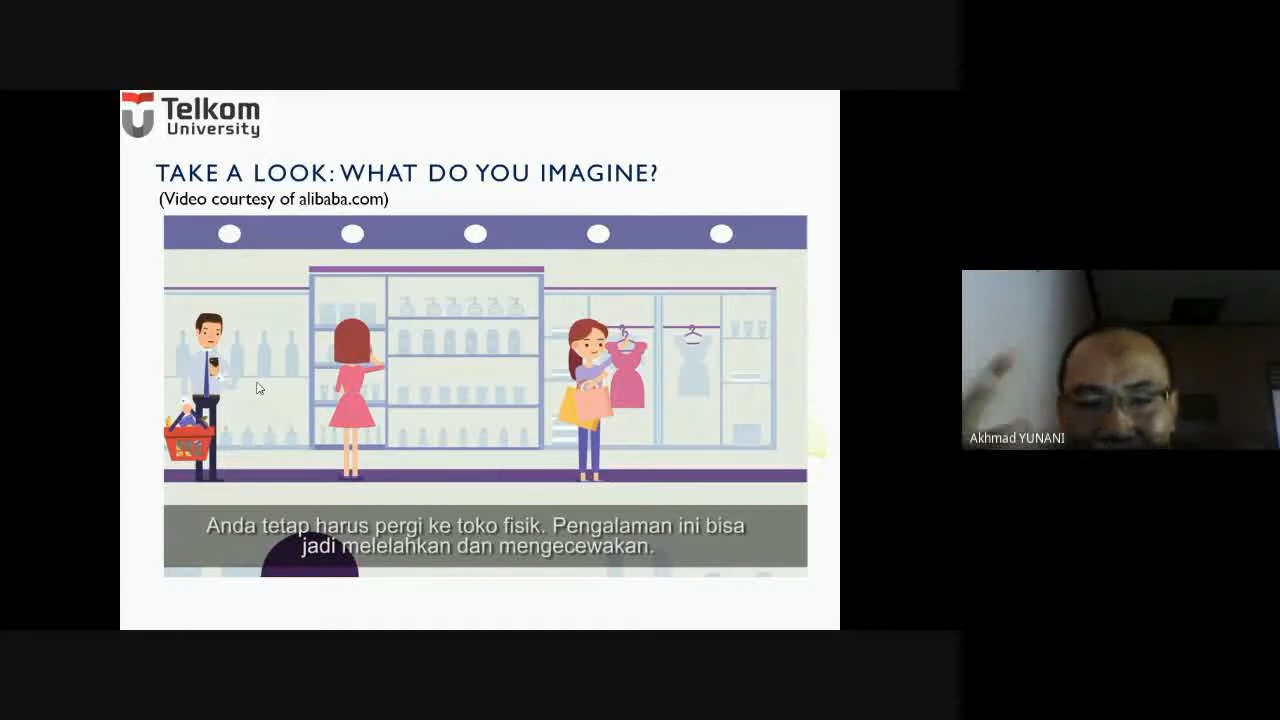 Telkom
University
TAKE A LOOK: WHAT DO YOU IMAGINE?
(Video courtesy of alibaba.com)
Anda tetap harus pergi ke toko fisik. Pengalaman ini bisa
jadi melelahkan dan mengecewakan.
Akhmad YUNANI